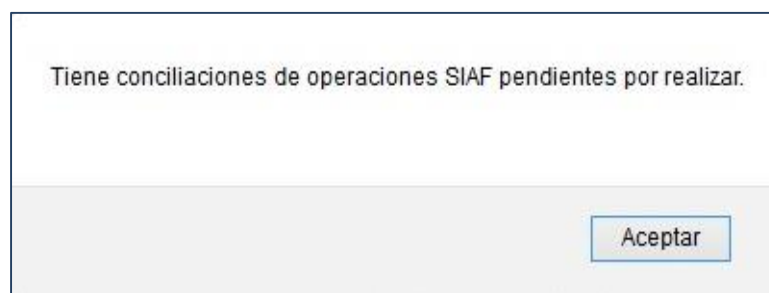 Tiene conciliaciones de operaciones SIAF pendientes por realizar.
Aceptar